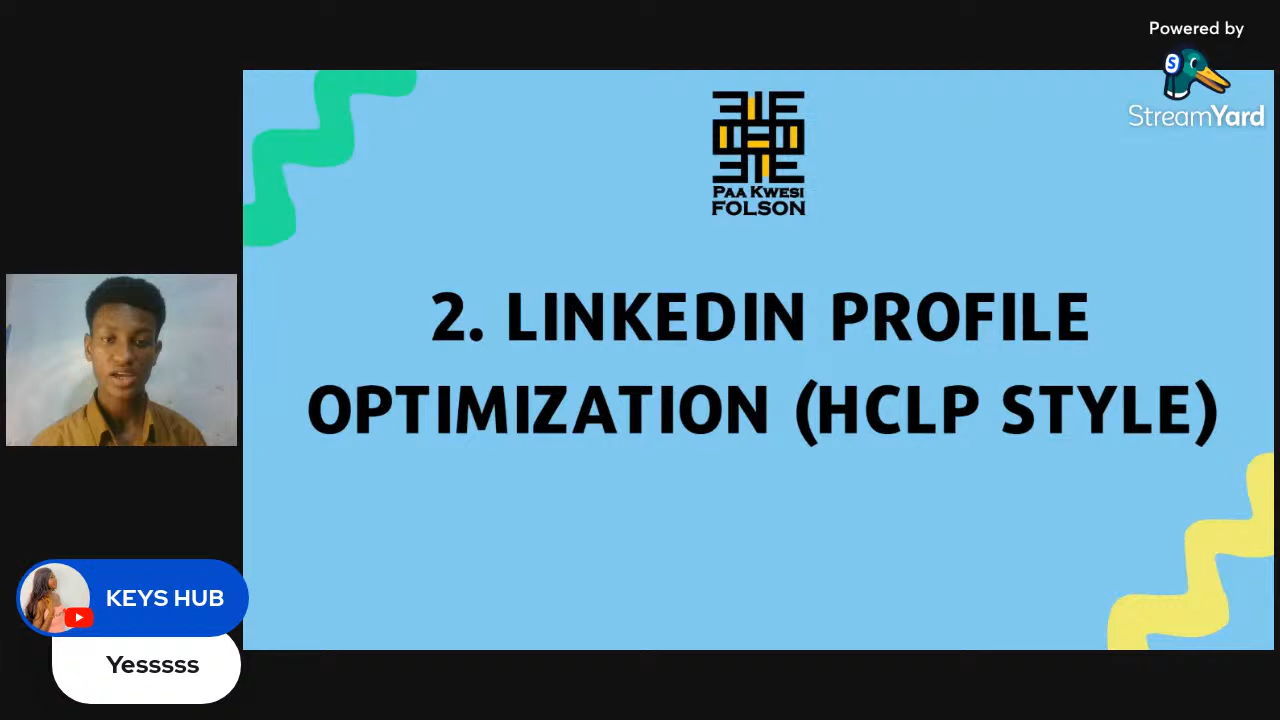 Powered by
StreamYard
PAA KWESI
FOLSON
2. LINKEDIN PROFILE
OPTIMIZATION (HCLP STYLE)
KEYS HUB
Yesssss